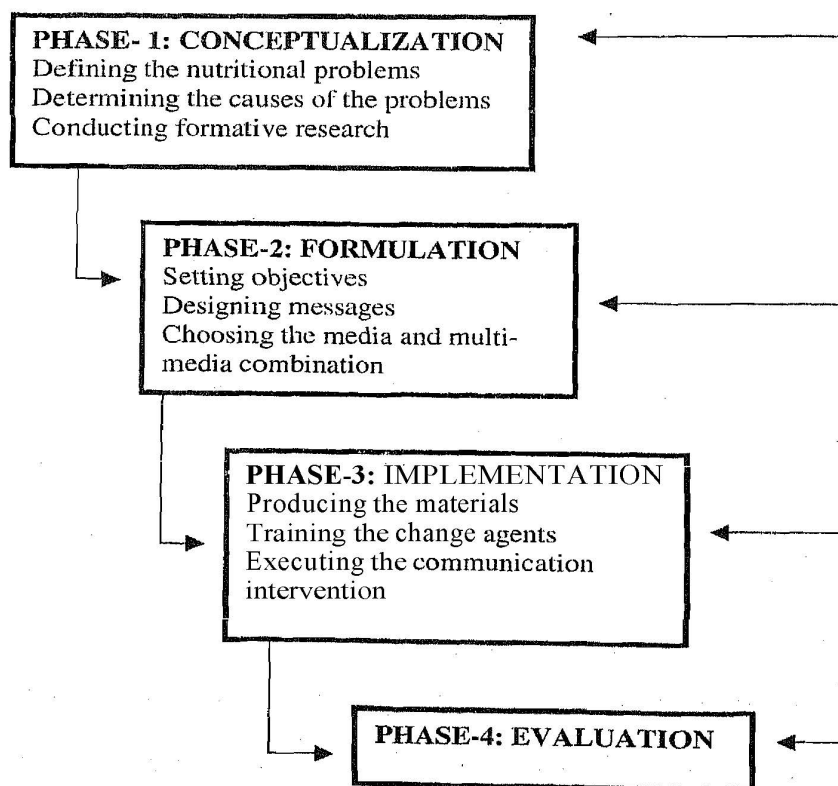 PHASE- 1: CONCEPTUALIZATION
Defining the nutritional problems
Determining the causes of the problems
Conducting formative research
PHASE-2: FORMULATION
Setting objectives
Designing messages
Choosing the media and multi-
media combination
PHASE-3: IMPLEMENTATION
Producing the materials
Training the change agents
Executing the communication
intervention
PHASE-4: EVALUATION